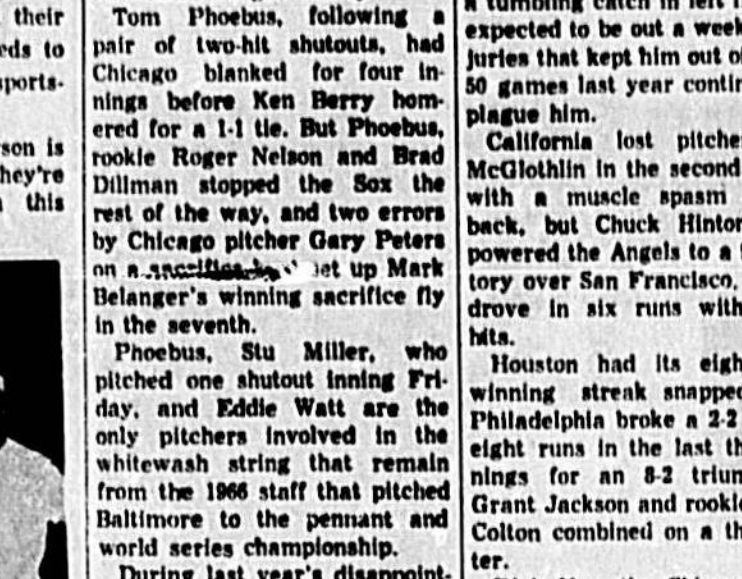 their
eds to
sports-
son is
hey're
this
Tom Phoebus, following a
pair of two-hit shutouts, had
Chicago blanked for four in-
nings before Ken Berry hom-
ered for a 1-1 tie. But Phoebus,
rookie Roger Nelson and Brad
Dillman stopped the Sox the
rest of the way, and two errors
by Chicago pitcher Gary Peters
on a up Mark
Belanger's winning sacrifice fly
in the seventh.
Phoebus, Stu Miller, who
pitched one shutout inning Fri-
day, and Eddie Watt are the
only pitchers involved in the
whitewash string that remain
from the 1966 staff that pitched
Baltimore to the pennant and
world series championship.
During last year's disappoint-
a tumbling catch in left
expected to be out a week
juries that kept him out o
50 games last year contin
plague him.
California lost pitche
McGlothlin in the second
with a muscle spasm
back, but Chuck Hinton
powered the Angels to a
tory over San Francisco.
drove in six runs with
hits.
Houston had its eigh
winning streak snapped
Philadelphia broke a 2-2
eight runs in the last th
nings for an 8-2 trium
Grant Jackson and rookie
Colton combined on a th
ter.